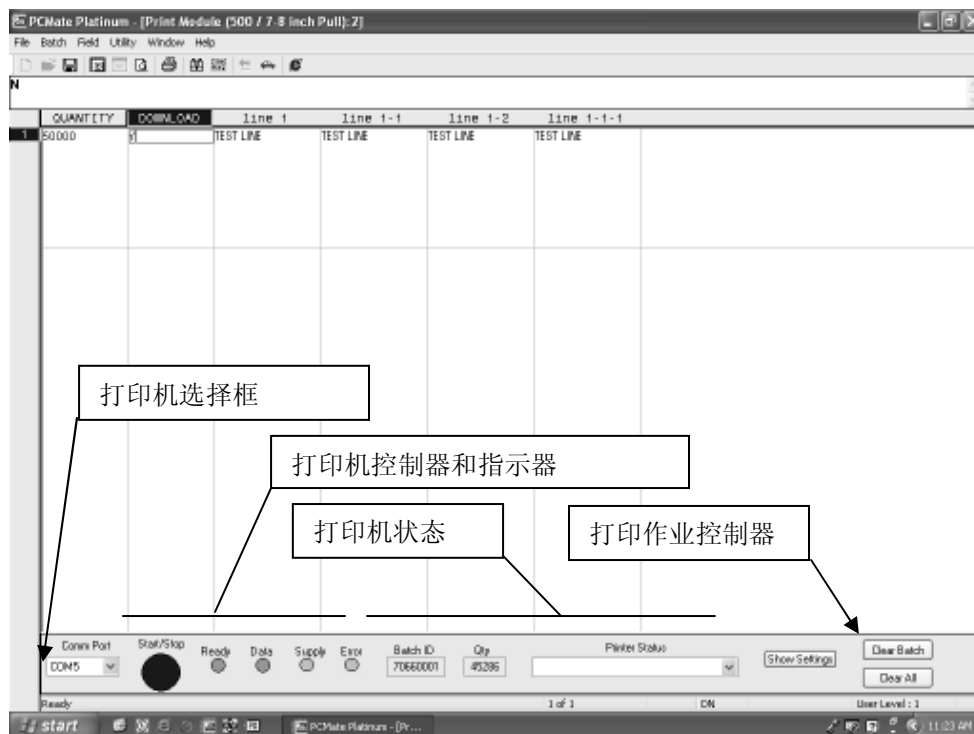 PCMate Platinum - [Print Module (500 / 7-8 inch Pull):2]
File Batch Field Utility Window Help
N
QUANTITY DOWNLOAD line 1 line 1-1 line 1-2 line 1-1-1
1 50000 y TEST LINE TEST LINE TEST LINE TEST LINE
打印机选择框
打印机控制器和指示器
打印机状态
打印作业控制器
Comm Port Start/Stop Ready Data Supply Error Batch ID Qty Printer Status
COM5 70660001 45286 Show Settings Clear Batch
Clear All
Ready 1 of 1 DN User Level : 1
start PCMate Platinum - [Pr... 11:23 AM